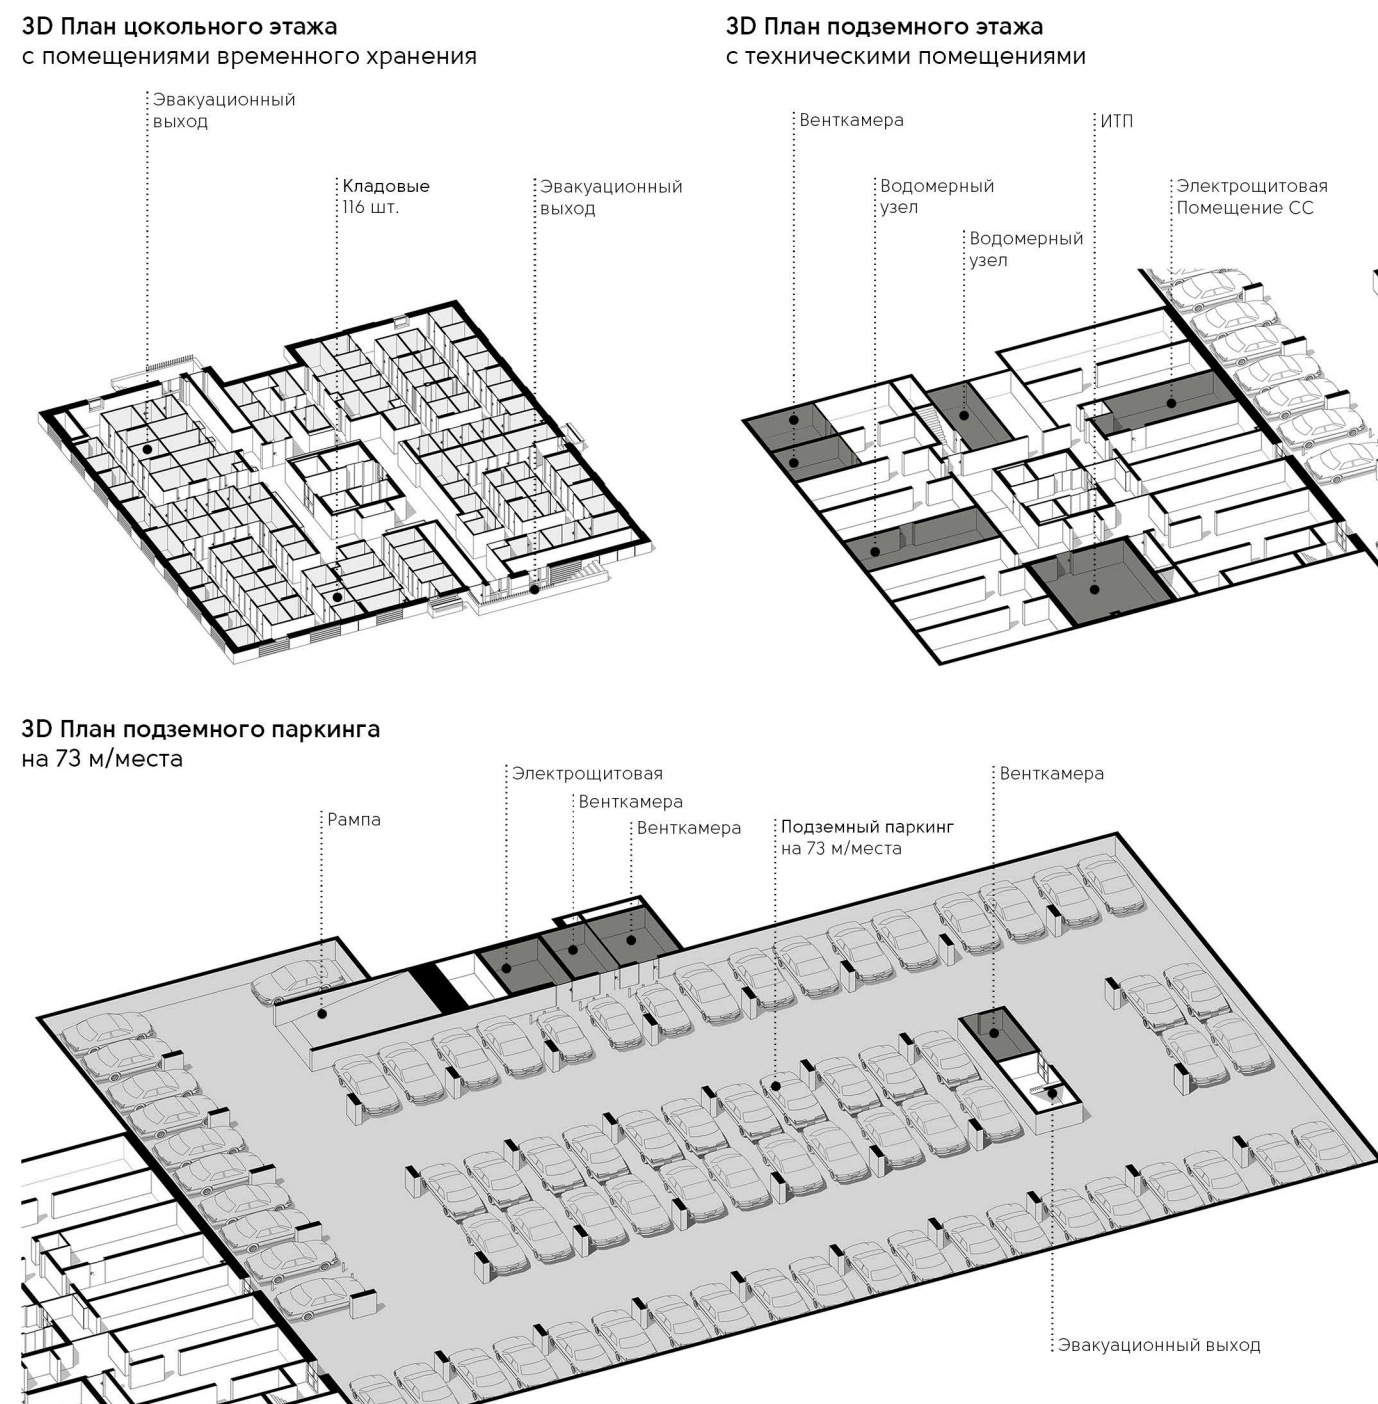 3D План цокольного этажа
с помещениями временного хранения
Эвакуационный
выход
Кладовые
116 шт.
Эвакуационный
выход
3D План подземного этажа
с техническими помещениями
Венткамера
ИТП
Водомерный
узел
Электрощитовая
Помещение СС
Водомерный
узел
3D План подземного паркинга
на 73 м/места
Электрощитовая
Венткамера
Венткамера
Венткамера
Рампа
Подземный паркинг
на 73 м/места
Эвакуационный выход